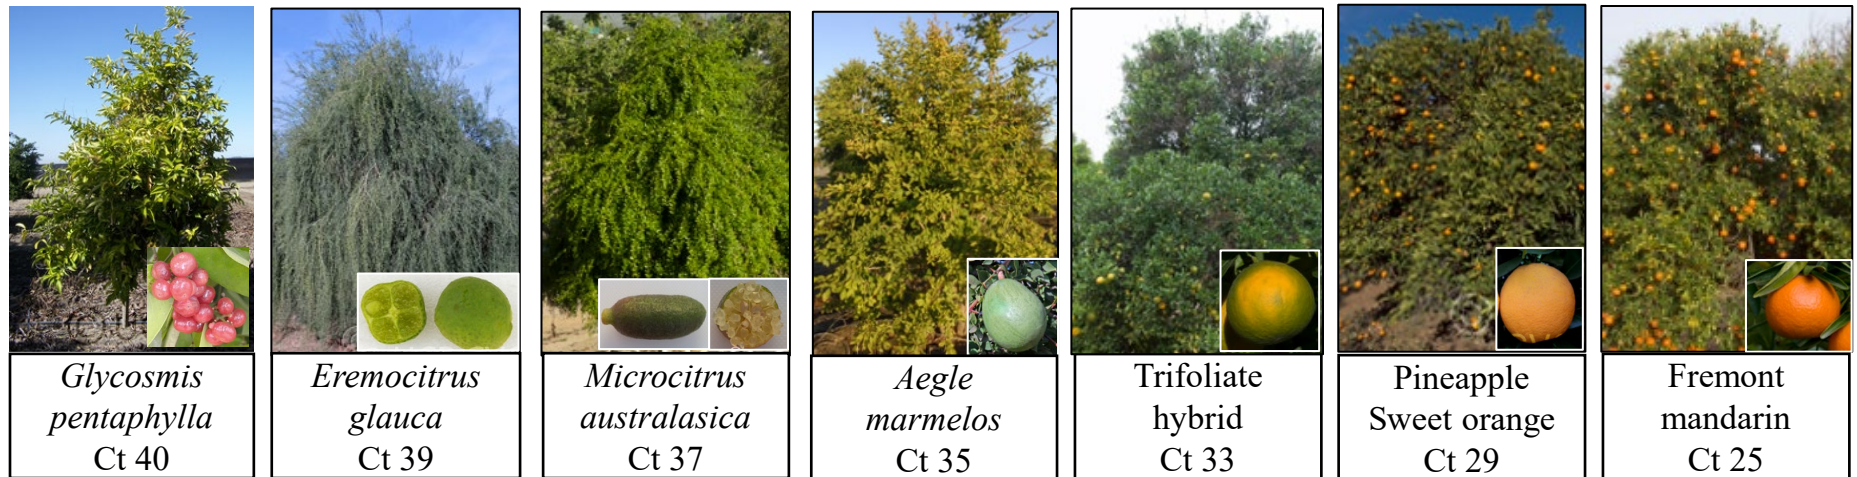 Glycosmis
pentaphylla
Ct 40
Eremocitrus
glauca
Ct 39
Microcitrus
australasica
Ct 37
Aegle
marmelos
Ct 35
Trifoliate
hybrid
Ct 33
Pineapple
Sweet orange
Ct 29
Fremont
mandarin
Ct 25